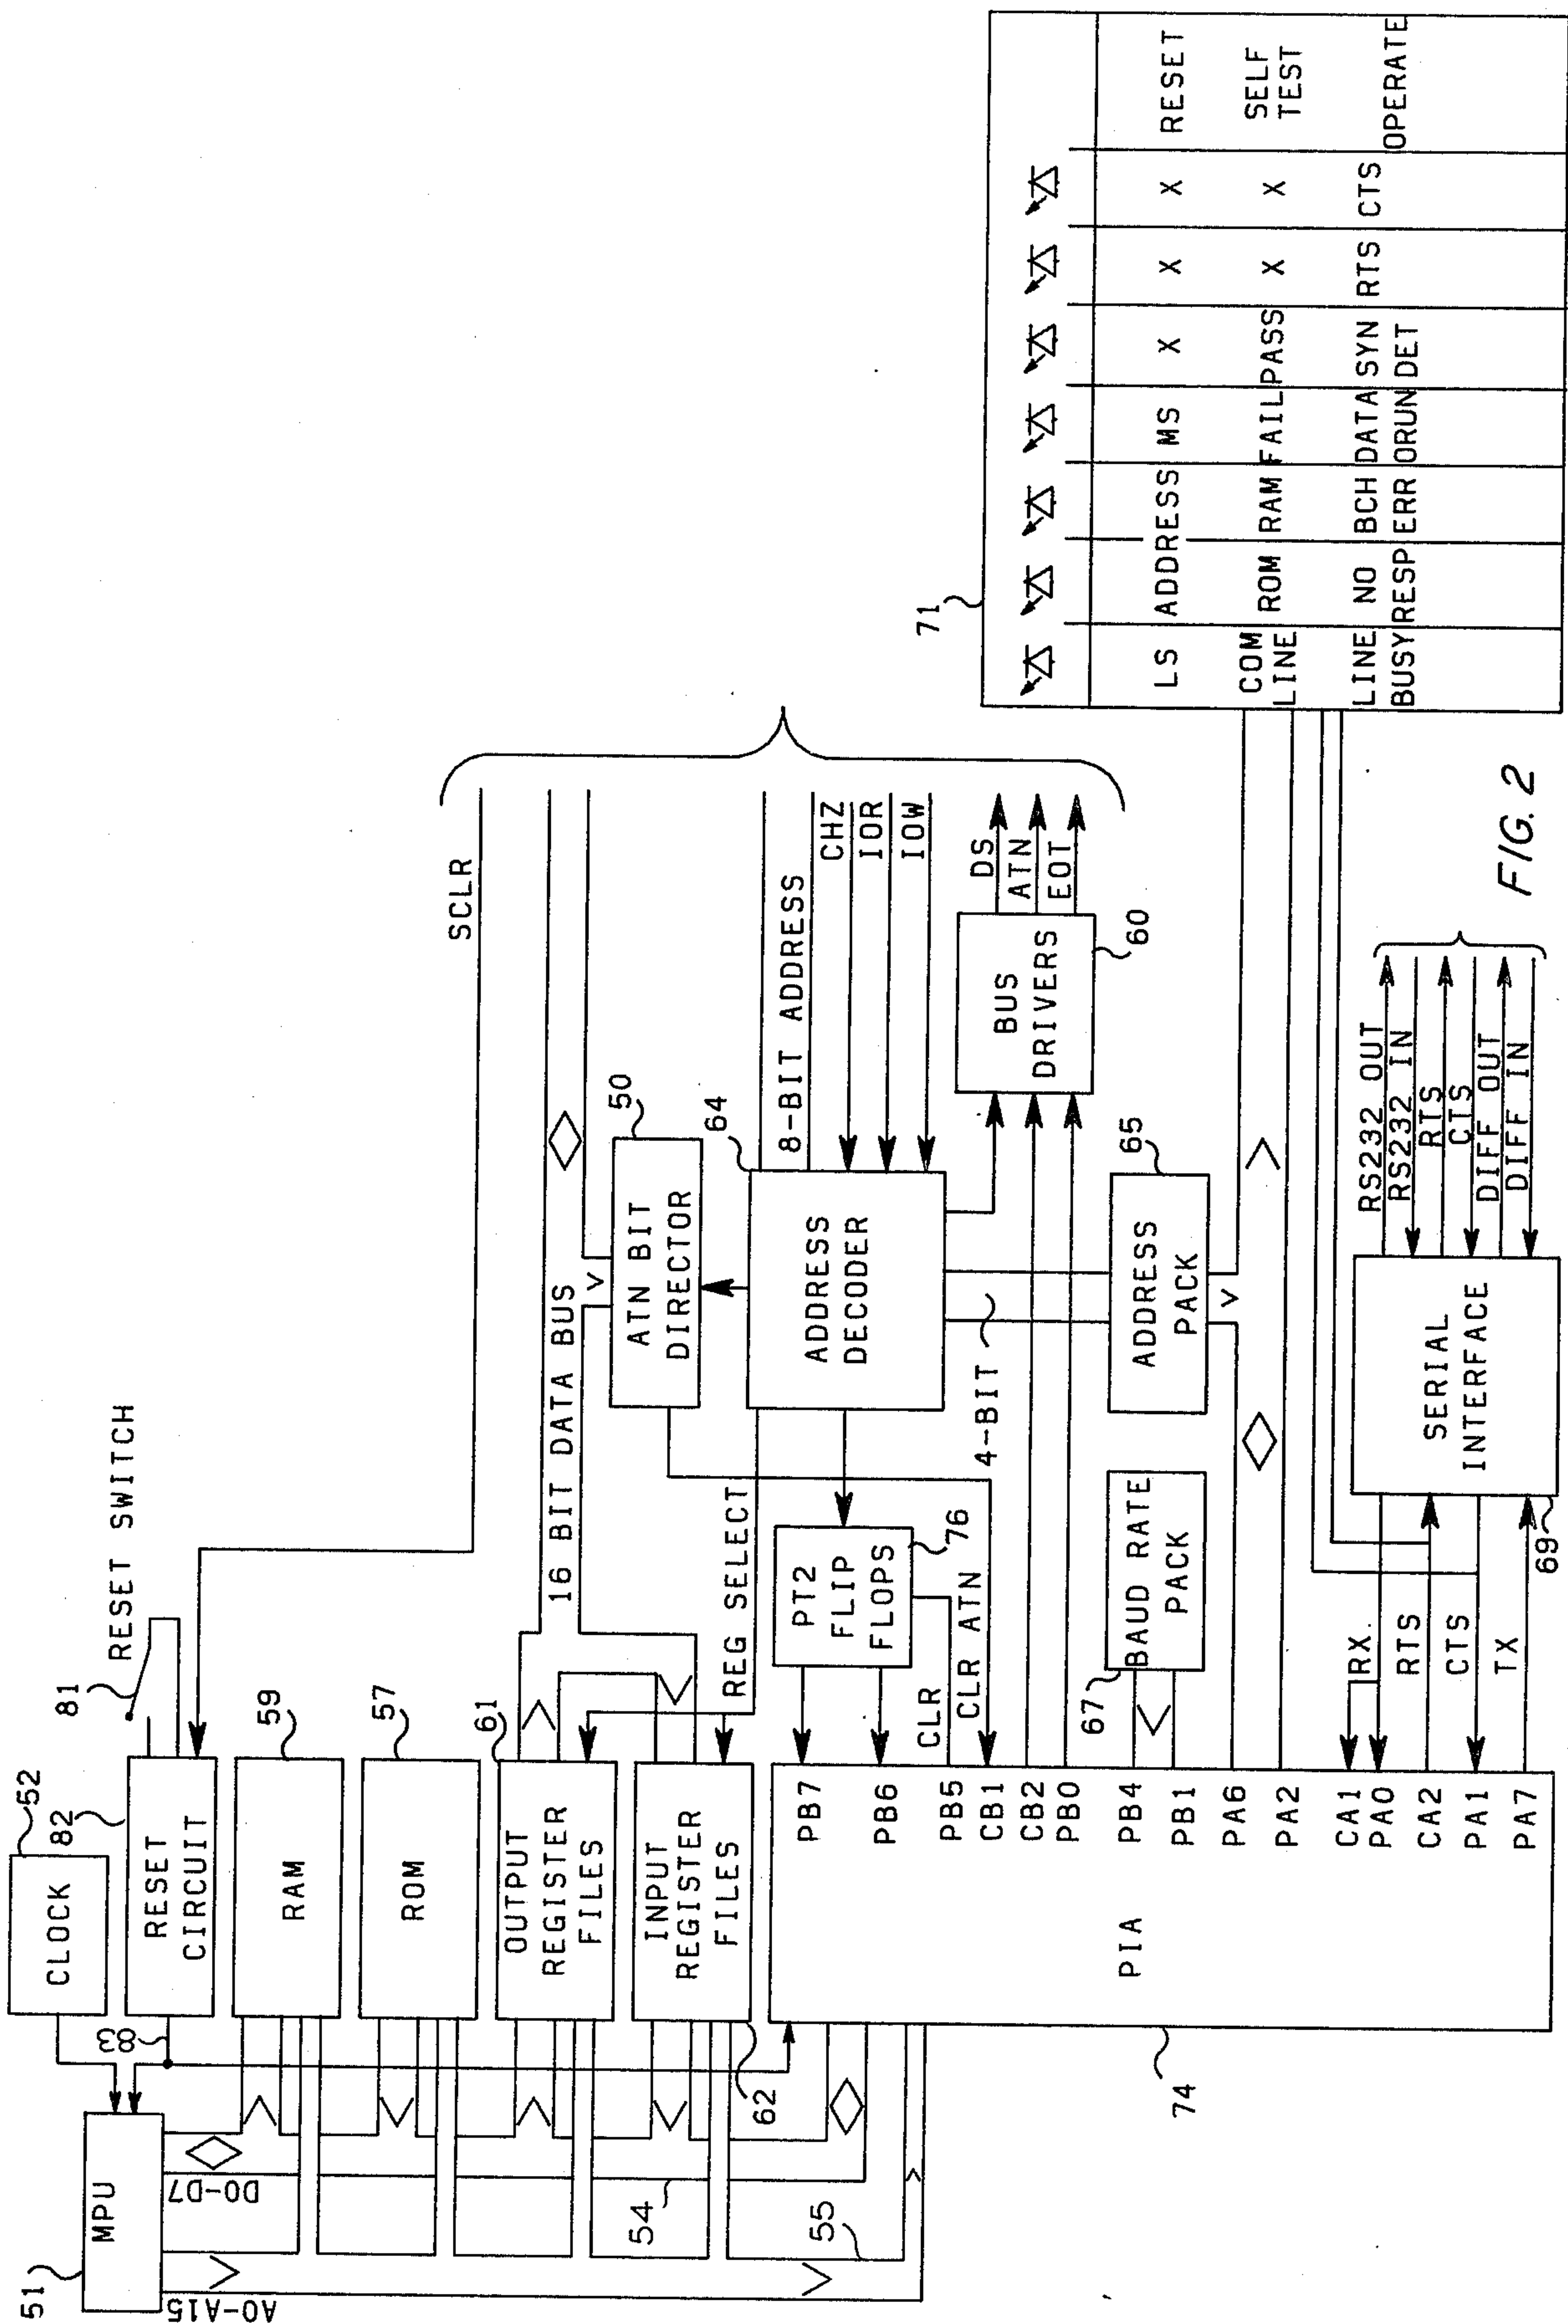 51
MPU
A0-A15
D0-D7
54
55
52
CLOCK
82
83
RESET
CIRCUIT
81
RESET SWITCH
59
RAM
57
ROM
61
OUTPUT
REGISTER
FILES
INPUT
REGISTER
FILES
62
SCLR
16 BIT DATA BUS
50
ATN BIT
DIRECTOR
REG SELECT
64
ADDRESS
DECODER
8-BIT ADDRESS
CHZ
IOR
IOW
PT2
FLIP
FLOPS
76
CLR
CLR ATN
BUS
DRIVERS
60
DS
ATN
EOT
4-BIT
65
ADDRESS
PACK
67
BAUD RATE
PACK
PIA
74
PB7
PB6
PB5
CB1
CB2
PB0
PB4
PB1
PA6
PA2
CA1
PA0
CA2
PA1
PA7
RX
RTS
CTS
TX
SERIAL
INTERFACE
69
RS232 OUT
RS232 IN
RTS
CTS
DIFF OUT
DIFF IN
71
LS ADDRESS MS X X X RESET
COM LINE ROM RAM FAIL PASS X X SELF TEST
LINE BUSY NO RESP BCH ERR DATA ORUN SYN DET RTS CTS OPERATE
FIG. 2